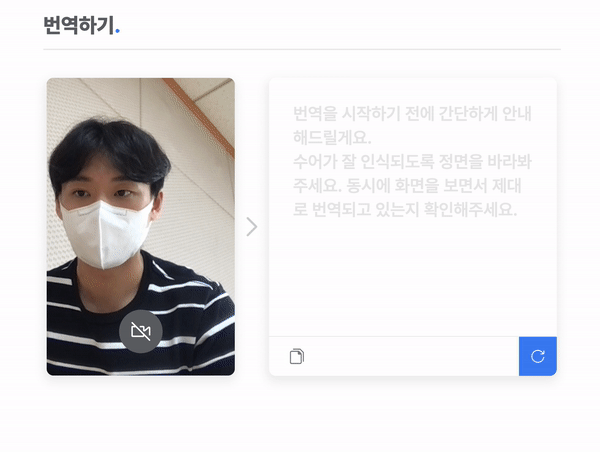 번역하기.
번역을 시작하기 전에 간단하게 안내
해드릴게요.
수어가 잘 인식되도록 정면을 바라봐
주세요. 동시에 화면을 보면서 제대
로 번역되고 있는지 확인해주세요.